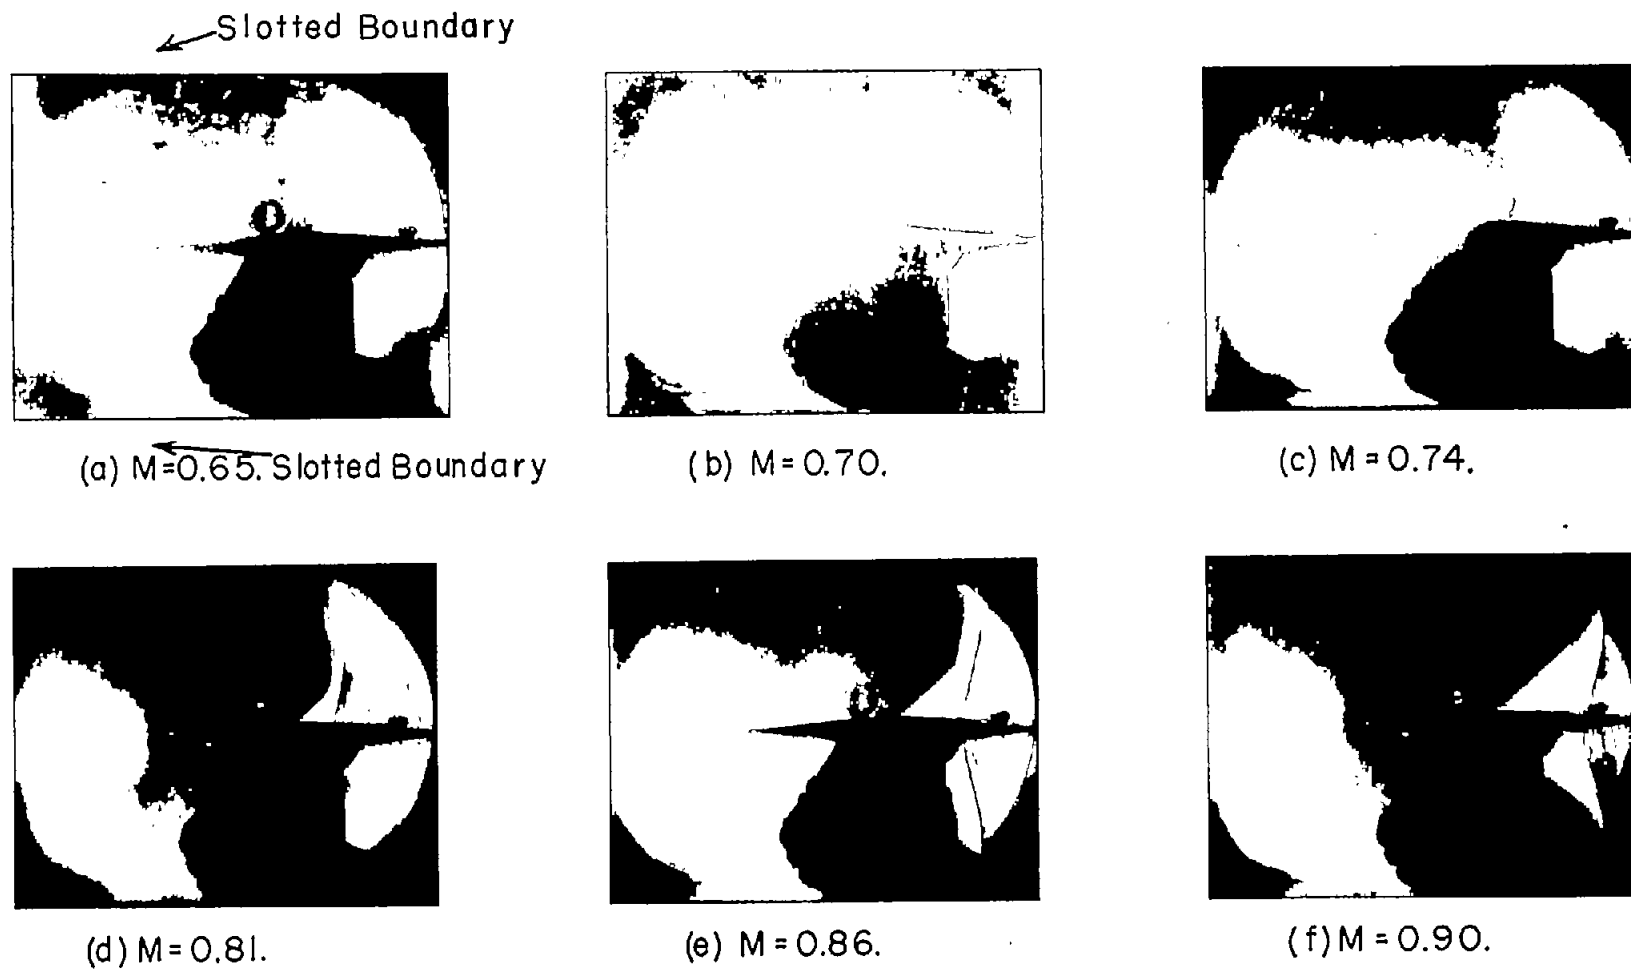 Slotted Boundary
(a) M=0.65. Slotted Boundary
(b) M=0.70.
(c) M=0.74.
(d) M=0.81.
(e) M=0.86.
(f) M=0.90.